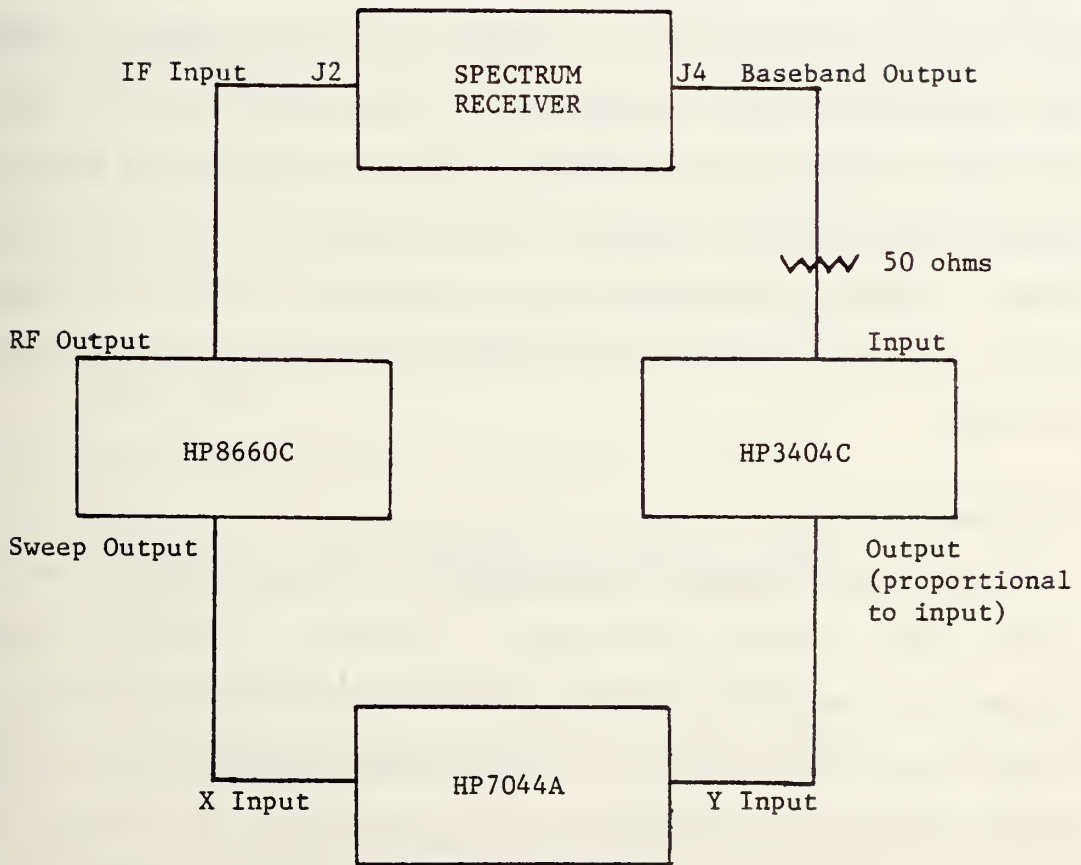 IF Input J2
SPECTRUM
RECEIVER
J4 Baseband Output
50 ohms
RF Output
Input
HP8660C
HP3404C
Sweep Output
Output
(proportional
to input)
X Input
HP7044A
Y Input